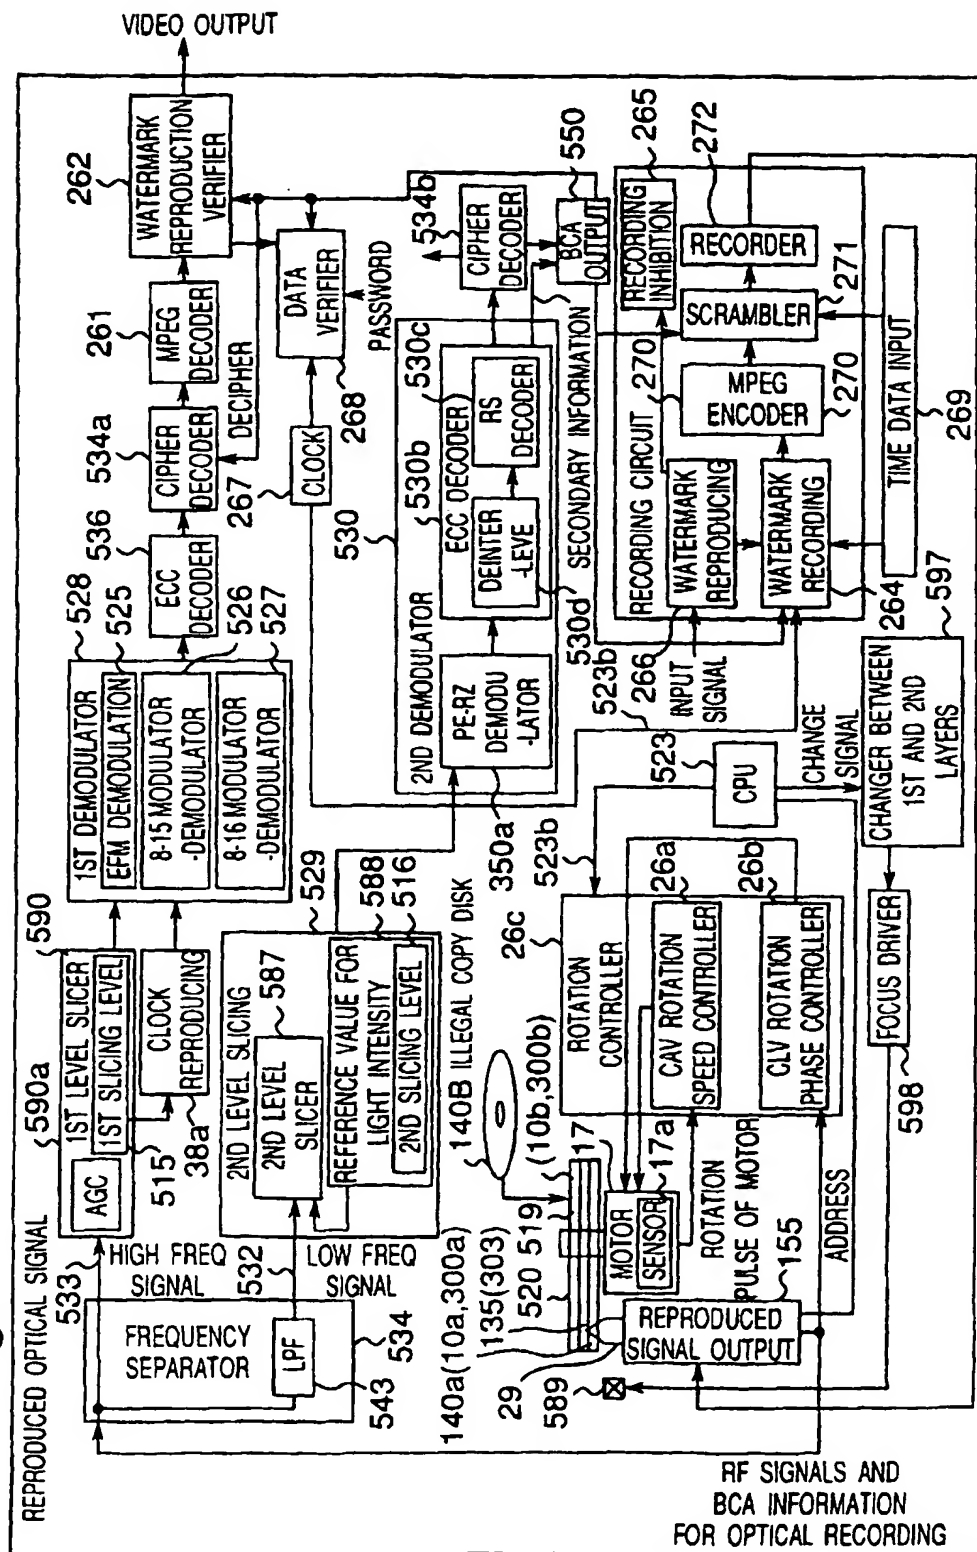 VIDEO OUTPUT
REPRODUCED OPTICAL SIGNAL
533
FREQUENCY
SEPARATOR
LPF
543
534
HIGH FREQ
SIGNAL
532
LOW FREQ
SIGNAL
590a
590
1ST LEVEL SLICER
AGC
1ST SLICING LEVEL
515
CLOCK
REPRODUCING
38a
528
1ST DEMODULATOR
EFM DEMODULATION
525
8-15 MODULATOR
-DEMODULATOR
526
8-16 MODULATOR
-DEMODULATOR
527
536
ECC
DECODER
534a
CIPHER
DECODER
DECIPHER
261
MPEG
DECODER
262
WATERMARK
REPRODUCTION
VERIFIER
267
CLOCK
DATA
VERIFIER
268
PASSWORD
529
2ND LEVEL SLICING
2ND LEVEL
SLICER
587
REFERENCE VALUE FOR
LIGHT INTENSITY
588
2ND SLICING LEVEL
516
530
2ND DEMODULATOR
PE-RZ
DEMODU
-LATOR
350a
ECC DECODER
530b
DEINTER
-LEVE
530d
RS
DECODER
530c
534b
CIPHER
DECODER
BCA
OUTPUT
550
SECONDARY INFORMATION
140B ILLEGAL COPY DISK
140a(10a,300a)
135(303)
520 519
(10b,300b)
29
17
MOTOR
SENSOR
17a
ROTATION
PULSE OF MOTOR
REPRODUCED
SIGNAL OUTPUT
155
ADDRESS
589
26c
ROTATION
CONTROLLER
CAV ROTATION
SPEED CONTROLLER
26a
CLV ROTATION
PHASE CONTROLLER
26b
523b
523
CPU
CHANGE
SIGNAL
523b
RECORDING CIRCUIT
270
INPUT
SIGNAL
266
WATERMARK
REPRODUCING
WATERMARK
RECORDING
264
RECORDING
INHIBITION
265
MPEG
ENCODER
270
SCRAMBLER
271
RECORDER
272
TIME DATA INPUT
269
CHANGER BETWEEN
1ST AND 2ND
LAYERS
597
FOCUS DRIVER
598
RF SIGNALS AND
BCA INFORMATION
FOR OPTICAL RECORDING